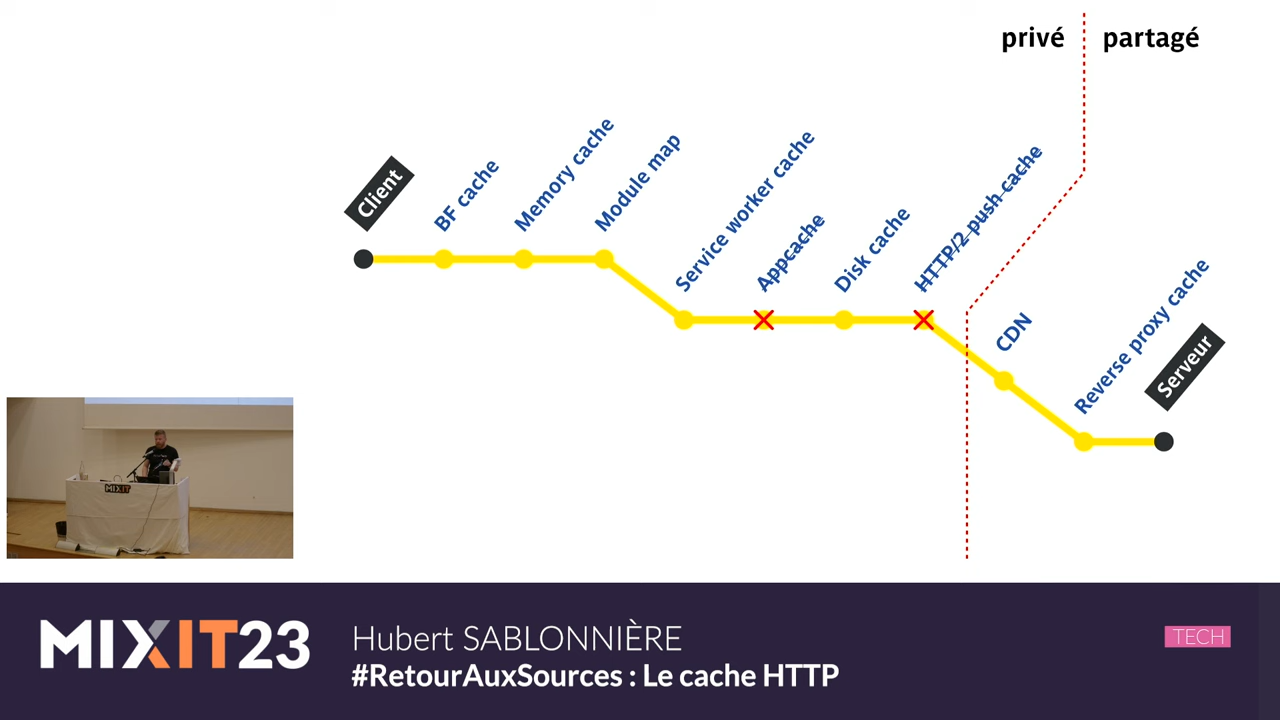 privé
partagé
Client
BF cache
Memory cache
Module map
Service worker cache
Appcache
Disk cache
HTTP/2 push cache
CDN
Reverse proxy cache
Serveur
MIXIT
MIXIT23
Hubert SABLONNIÈRE
#RetourAuxSources : Le cache HTTP
TECH